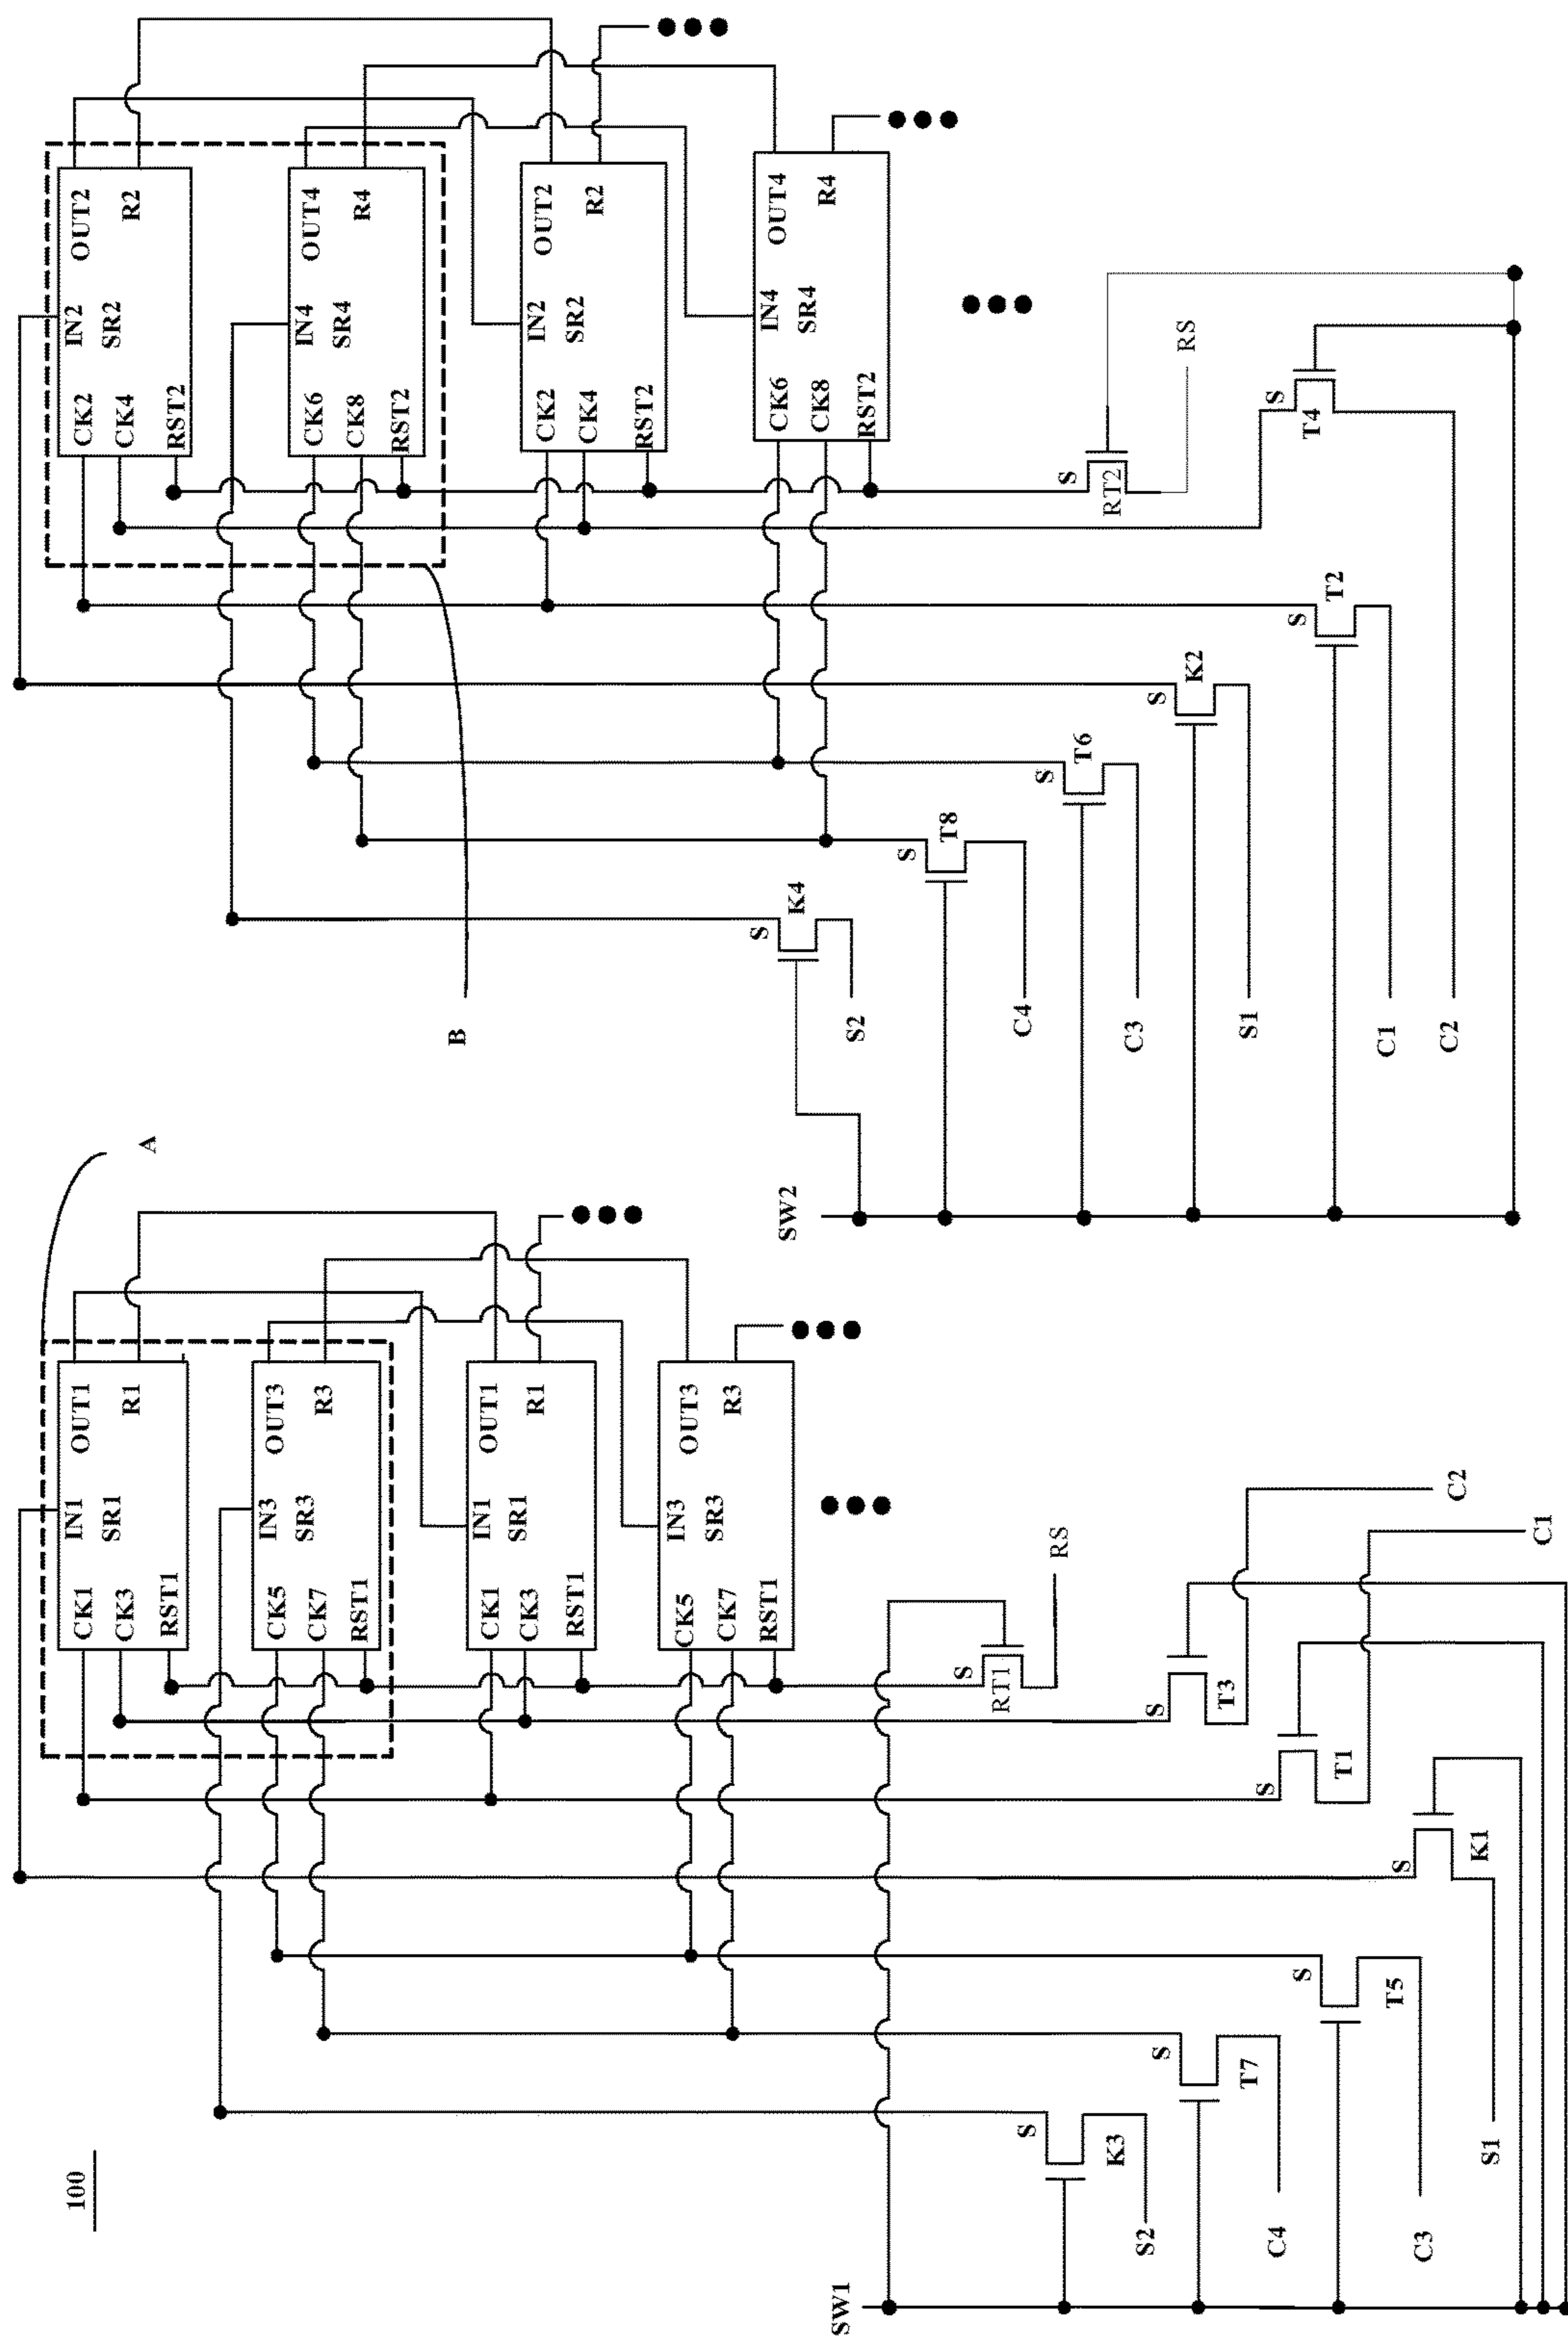 100
A
IN1 OUT1
CK1
SR1
CK3 R1
RST1
IN3 OUT3
CK5
SR3
CK7 R3
RST1
IN1 OUT1
CK1
SR1
CK3 R1
RST1
IN3 OUT3
CK5
SR3
CK7 R3
RST1
SW1
S
K3
S2
S
T7
C4
S
T5
C3
S
K1
S1
S
T1
C1
S
T3
C2
S
RT1
RS
B
IN2 OUT2
CK2
SR2
CK4 R2
RST2
IN4 OUT4
CK6
SR4
CK8 R4
RST2
IN2 OUT2
CK2
SR2
CK4 R2
RST2
IN4 OUT4
CK6
SR4
CK8 R4
RST2
SW2
S
K4
S2
S
T8
C4
S
T6
C3
S
K2
S1
S
T2
C1
S
T4
C2
S
RT2
RS